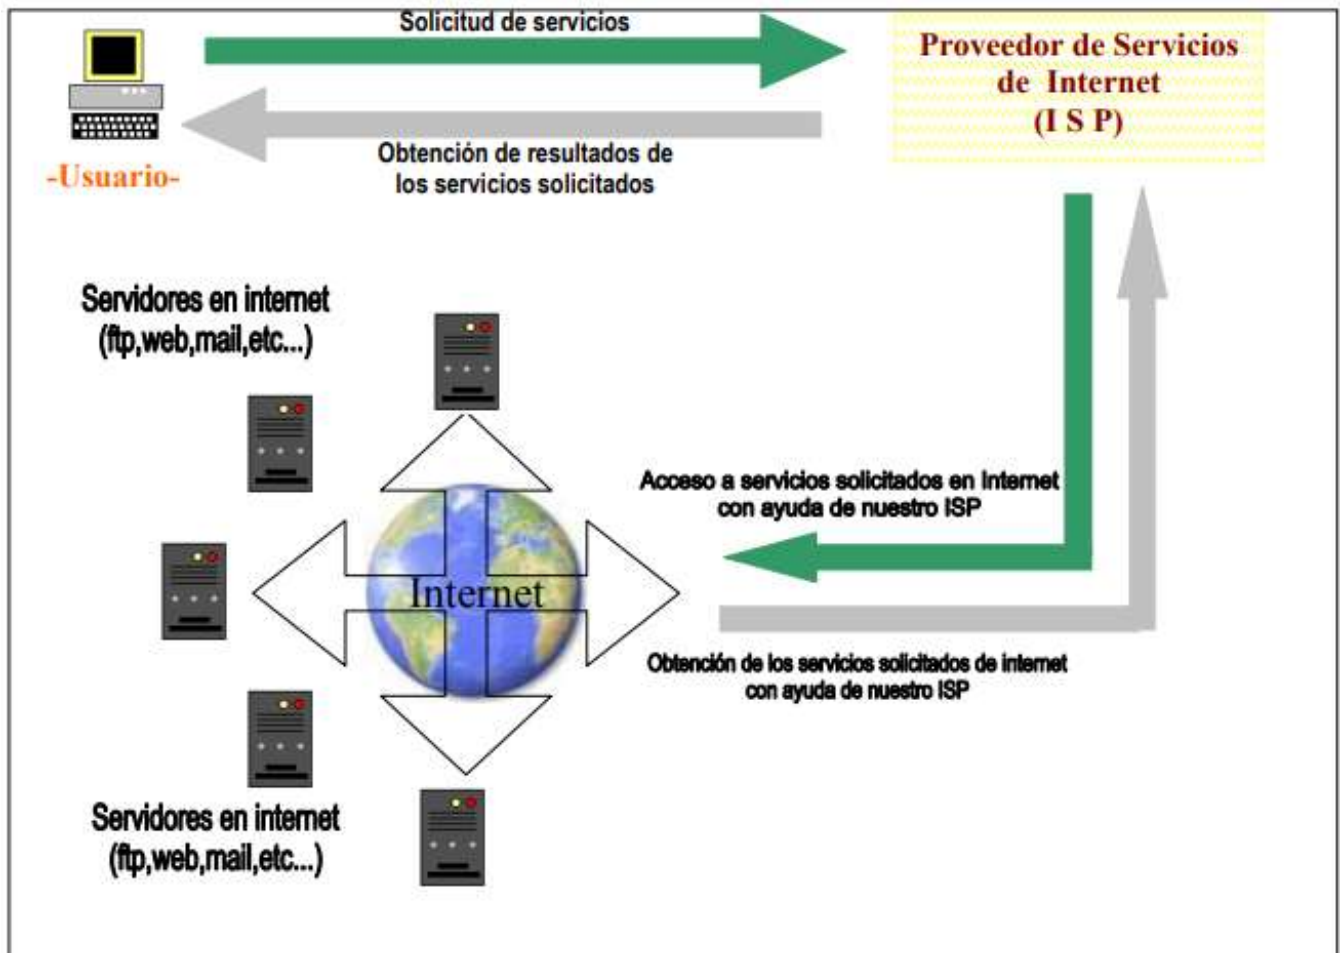 Solicitud de servicios
Proveedor de Servicios
de Internet
(I S P)
Obtención de resultados de
los servicios solicitados
-Usuario-
Servidores en internet
(ftp,web,mail,etc...)
Acceso a servicios solicitados en Internet
con ayuda de nuestro ISP
Internet
Obtención de los servicios solicitados de internet
con ayuda de nuestro ISP
Servidores en internet
(ftp,web,mail,etc...)